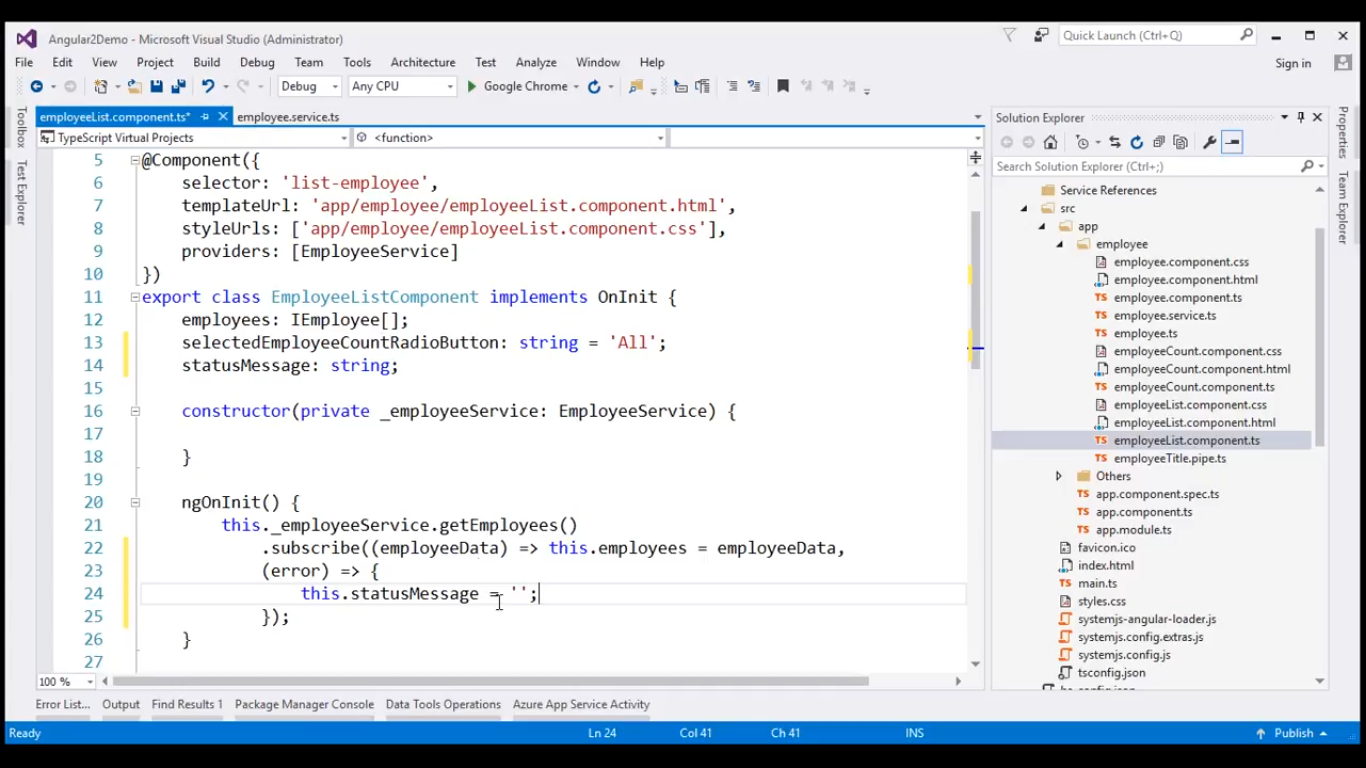 Angular2Demo - Microsoft Visual Studio (Administrator)
Quick Launch (Ctrl+Q)
File Edit View Project Build Debug Team Tools Architecture Test Analyze Window Help
Sign in
Debug Any CPU Google Chrome
Toolbox
Test Explorer
employeeList.component.ts* employee.service.ts
TypeScript Virtual Projects <function>
5 @Component({
6 selector: 'list-employee',
7 templateUrl: 'app/employee/employeeList.component.html',
8 styleUrls: ['app/employee/employeeList.component.css'],
9 providers: [EmployeeService]
10 })
11 export class EmployeeListComponent implements OnInit {
12 employees: IEmployee[];
13 selectedEmployeeCountRadioButton: string = 'All';
14 statusMessage: string;
15
16 constructor(private _employeeService: EmployeeService) {
17
18 }
19
20 ngOnInit() {
21 this._employeeService.getEmployees()
22 .subscribe((employeeData) => this.employees = employeeData,
23 (error) => {
24 this.statusMessage = '';
25 });
26 }
27
100 %
Solution Explorer
Search Solution Explorer (Ctrl+;)
Service References
src
app
employee
employee.component.css
employee.component.html
employee.component.ts
employee.service.ts
employee.ts
employeeCount.component.css
employeeCount.component.html
employeeCount.component.ts
employeeList.component.css
employeeList.component.html
employeeList.component.ts
employeeTitle.pipe.ts
Others
app.component.spec.ts
app.component.ts
app.module.ts
favicon.ico
index.html
main.ts
styles.css
systemjs-angular-loader.js
systemjs.config.extras.js
systemjs.config.js
tsconfig.json
Properties
Team Explorer
Error List... Output Find Results 1 Package Manager Console Data Tools Operations Azure App Service Activity
Ready Ln 24 Col 41 Ch 41 INS Publish